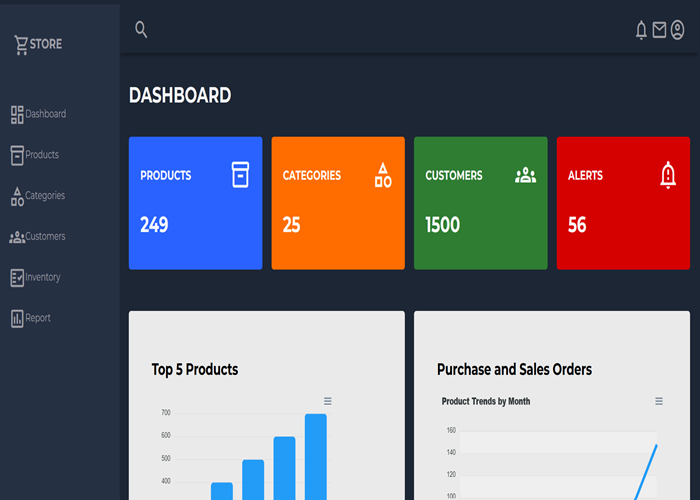 STORE
Dashboard
Products
Categories
Customers
Inventory
Report
DASHBOARD
PRODUCTS
249
CATEGORIES
25
CUSTOMERS
1500
ALERTS
56
Top 5 Products
700
600
500
400
Purchase and Sales Orders
Product Trends by Month
160
140
120
100